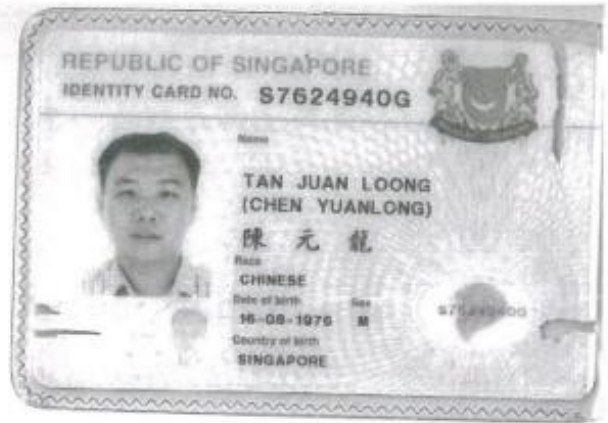 REPUBLIC OF SINGAPORE
IDENTITY CARD NO. S7624940G
Name
TAN JUAN LOONG
(CHEN YUANLONG)
陳 元 龍
Race
CHINESE
Date of birth Sex
16-08-1976 M
Country of birth
SINGAPORE